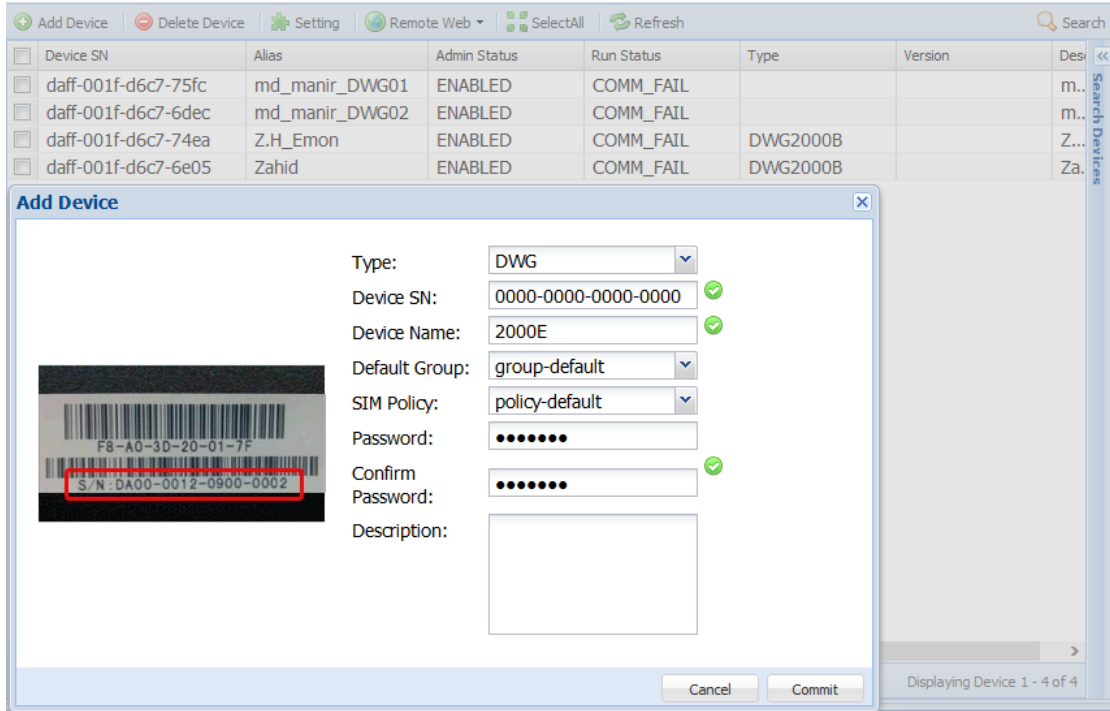 Add Device Delete Device Setting Remote Web SelectAll Refresh Search
Device SN Alias Admin Status Run Status Type Version Des
daff-001f-d6c7-75fc md_manir_DWG01 ENABLED COMM_FAIL m..
daff-001f-d6c7-6dec md_manir_DWG02 ENABLED COMM_FAIL m..
daff-001f-d6c7-74ea Z.H_Emon ENABLED COMM_FAIL DWG2000B Z...
daff-001f-d6c7-6e05 Zahid ENABLED COMM_FAIL DWG2000B Za.
Search Devices
Add Device
Type: DWG
Device SN: 0000-0000-0000-0000
Device Name: 2000E
Default Group: group-default
SIM Policy: policy-default
Password: •••••••
Confirm
Password: •••••••
Description:
F8-A0-3D-20-01-7F
S/N:DA00-0012-0900-0002
Cancel Commit
Displaying Device 1 - 4 of 4